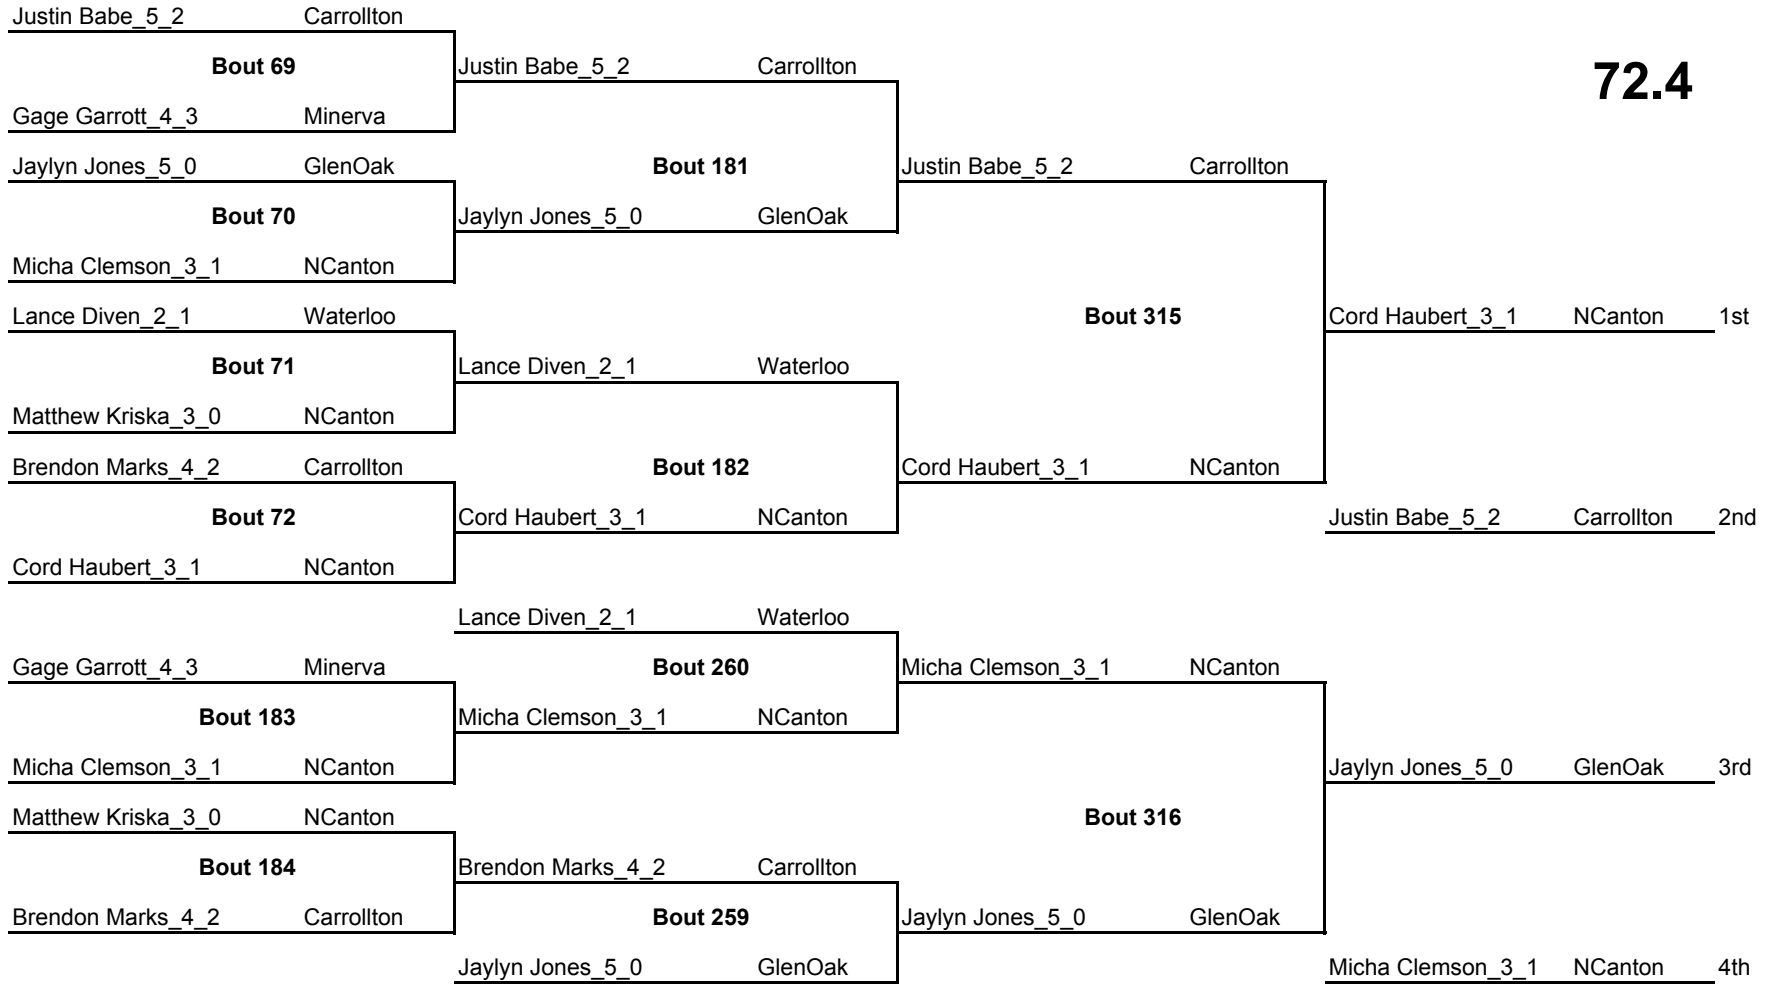 Justin Babe_5_2 Carrollton
Bout 69 Justin Babe_5_2 Carrollton 72.4
Gage Garrott_4_3 Minerva
Jaylyn Jones_5_0 GlenOak Bout 181 Justin Babe_5_2 Carrollton
Bout 70 Jaylyn Jones_5_0 GlenOak
Micha Clemson_3_1 NCanton
Lance Diven_2_1 Waterloo Bout 315 Cord Haubert_3_1 NCanton 1st
Bout 71 Lance Diven_2_1 Waterloo
Matthew Kriska_3_0 NCanton
Brendon Marks_4_2 Carrollton Bout 182 Cord Haubert_3_1 NCanton
Bout 72 Cord Haubert_3_1 NCanton Justin Babe_5_2 Carrollton 2nd
Cord Haubert_3_1 NCanton
Lance Diven_2_1 Waterloo
Gage Garrott_4_3 Minerva Bout 260 Micha Clemson_3_1 NCanton
Bout 183 Micha Clemson_3_1 NCanton
Micha Clemson_3_1 NCanton Jaylyn Jones_5_0 GlenOak 3rd
Matthew Kriska_3_0 NCanton Bout 316
Bout 184 Brendon Marks_4_2 Carrollton
Brendon Marks_4_2 Carrollton Bout 259 Jaylyn Jones_5_0 GlenOak
Jaylyn Jones_5_0 GlenOak Micha Clemson_3_1 NCanton 4th